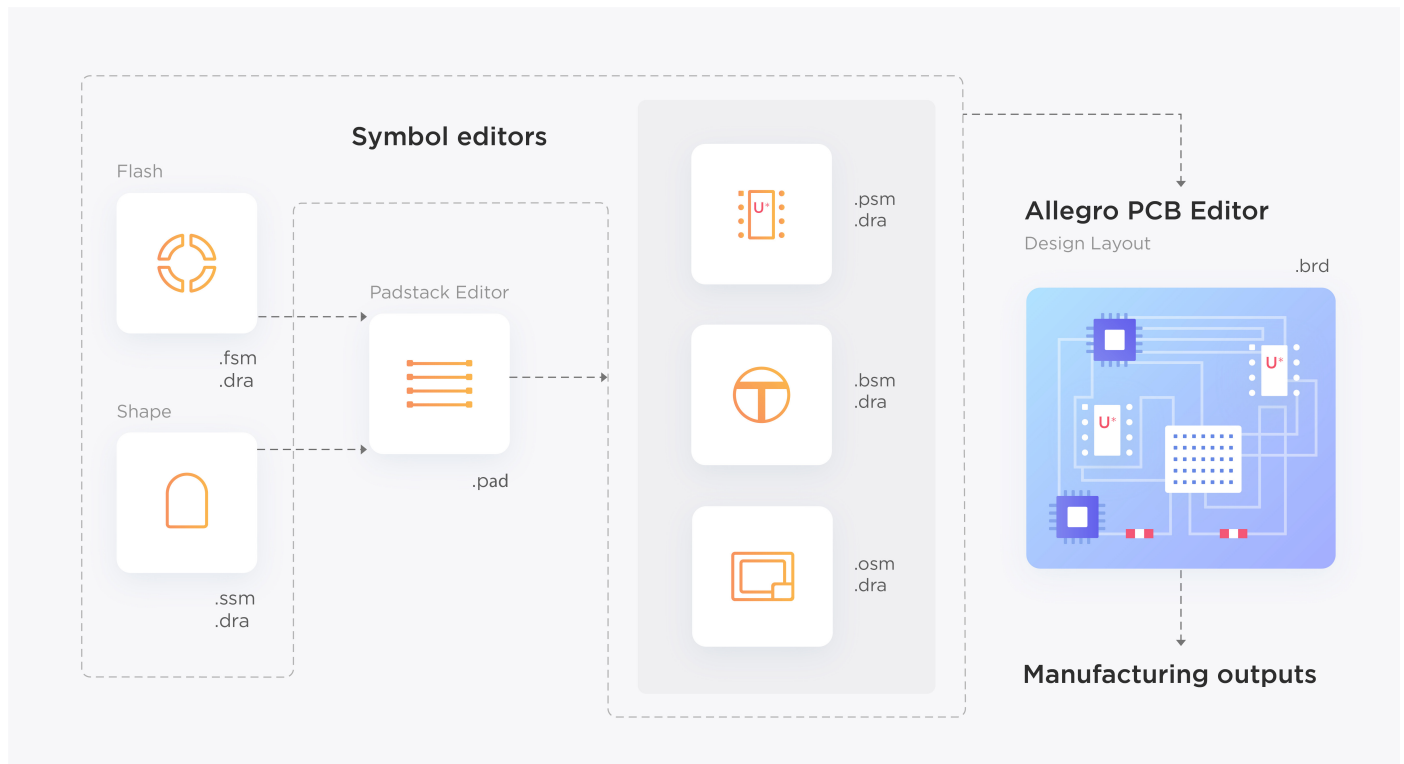 Symbol editors
Flash
.fsm
.dra
Shape
.ssm
.dra
Padstack Editor
.pad
U*
.psm
.dra
.bsm
.dra
.osm
.dra
Allegro PCB Editor
Design Layout
.brd
U*
U*
Manufacturing outputs